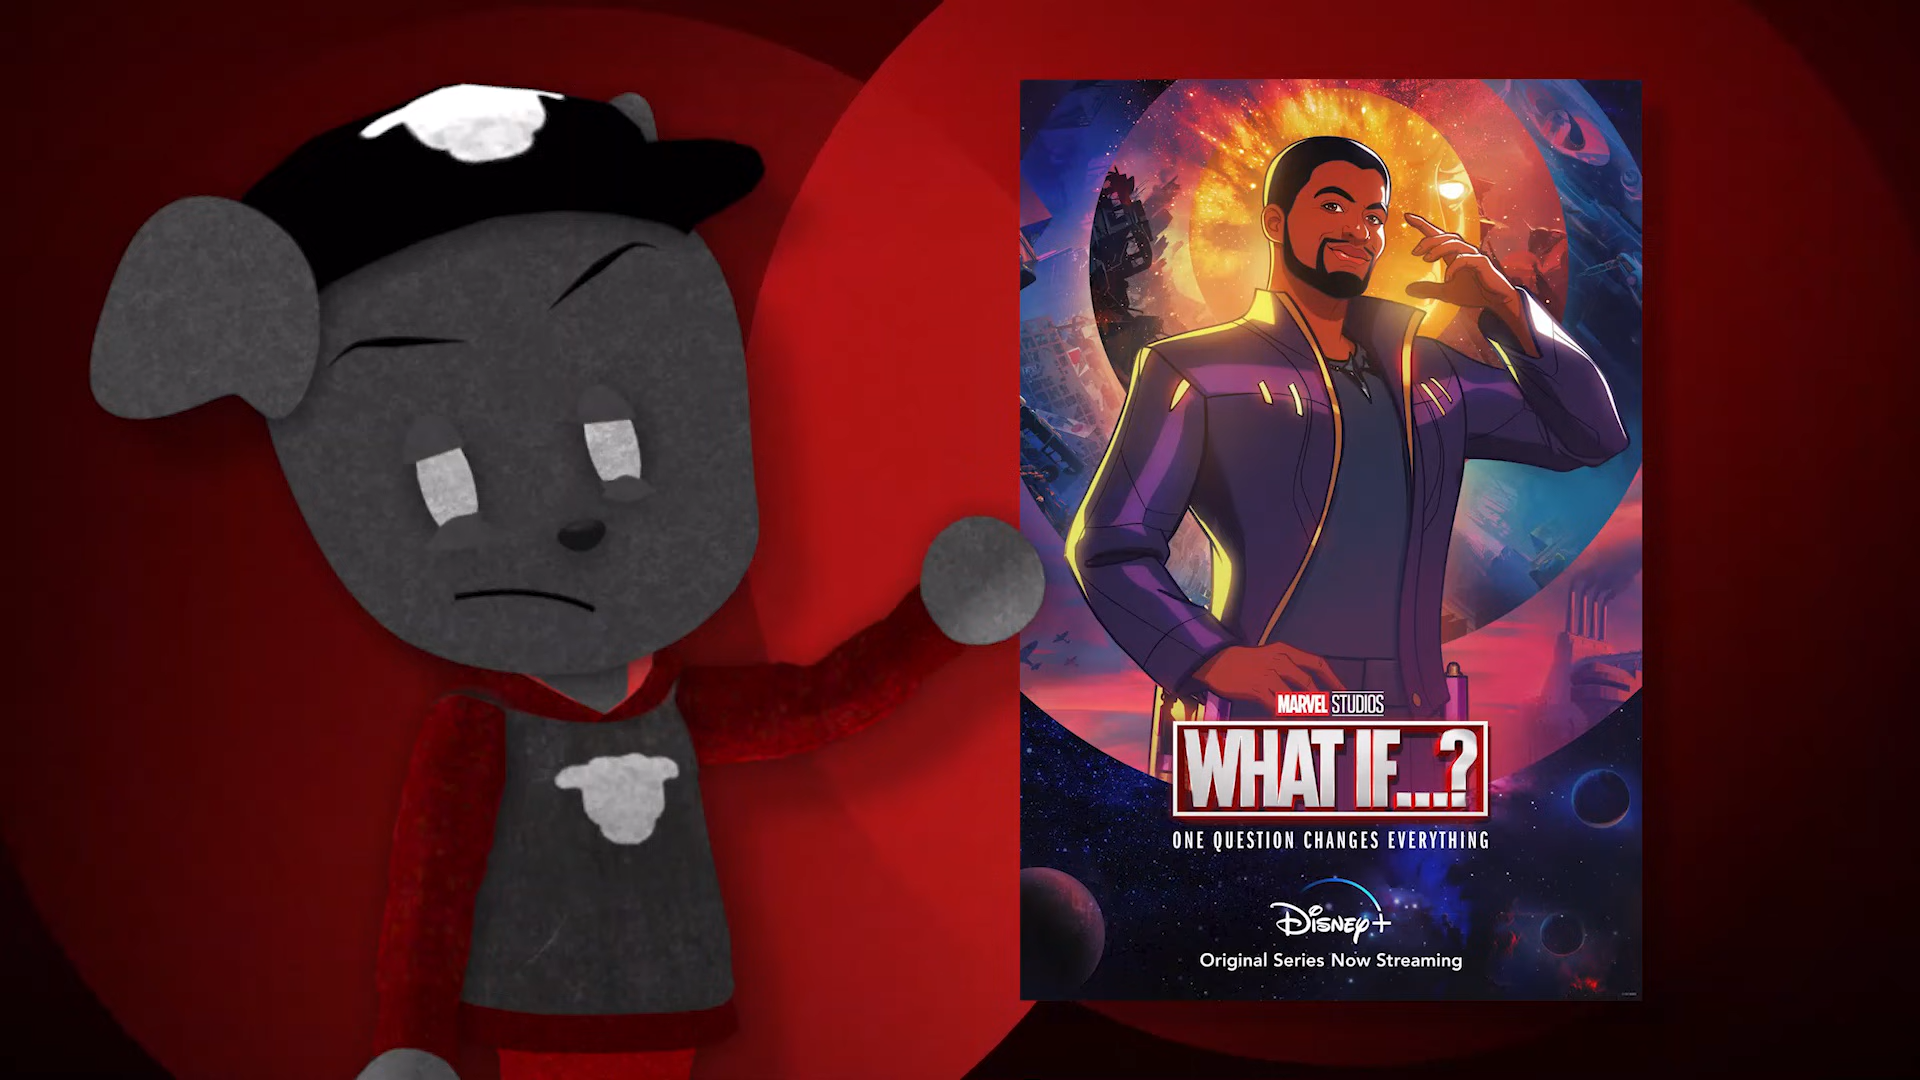 MARVEL STUDIOS
WHAT IF...?
ONE QUESTION CHANGES EVERYTHING
Disney+
Original Series Now Streaming